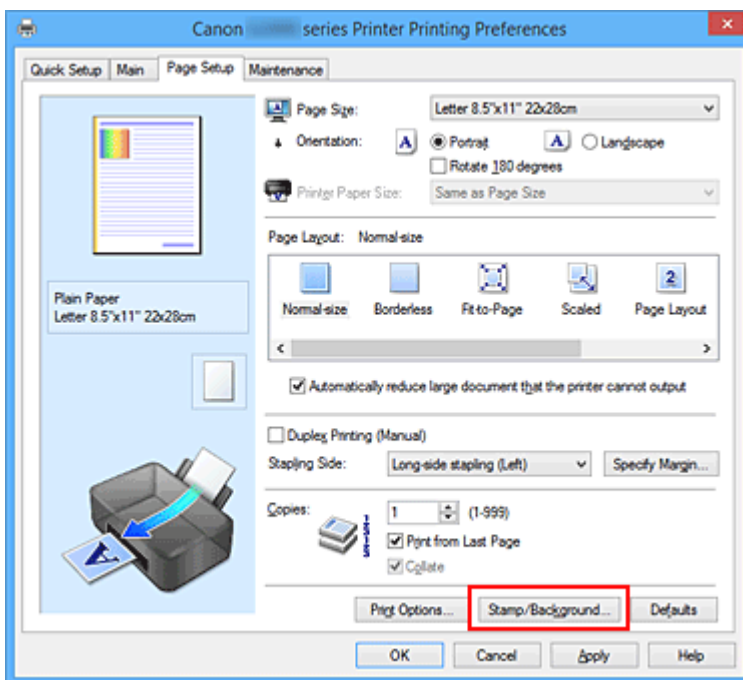 Canon series Printer Printing Preferences
Quick Setup Main Page Setup Maintenance
Page Size: Letter 8.5"x11" 22x28cm
Orientation: A Portrait A Landscape
Rotate 180 degrees
Printer Paper Size: Same as Page Size
Page Layout: Normal-size
2
Normal-size Borderless Fit-to-Page Scaled Page Layout
Plain Paper
Letter 8.5"x11" 22x28cm
Automatically reduce large document that the printer cannot output
Duplex Printing (Manual)
Stapling Side: Long-side stapling (Left) Specify Margin...
Copies: 1 (1-999)
Print from Last Page
Collate
A
Print Options... Stamp/Background... Defaults
OK Cancel Apply Help